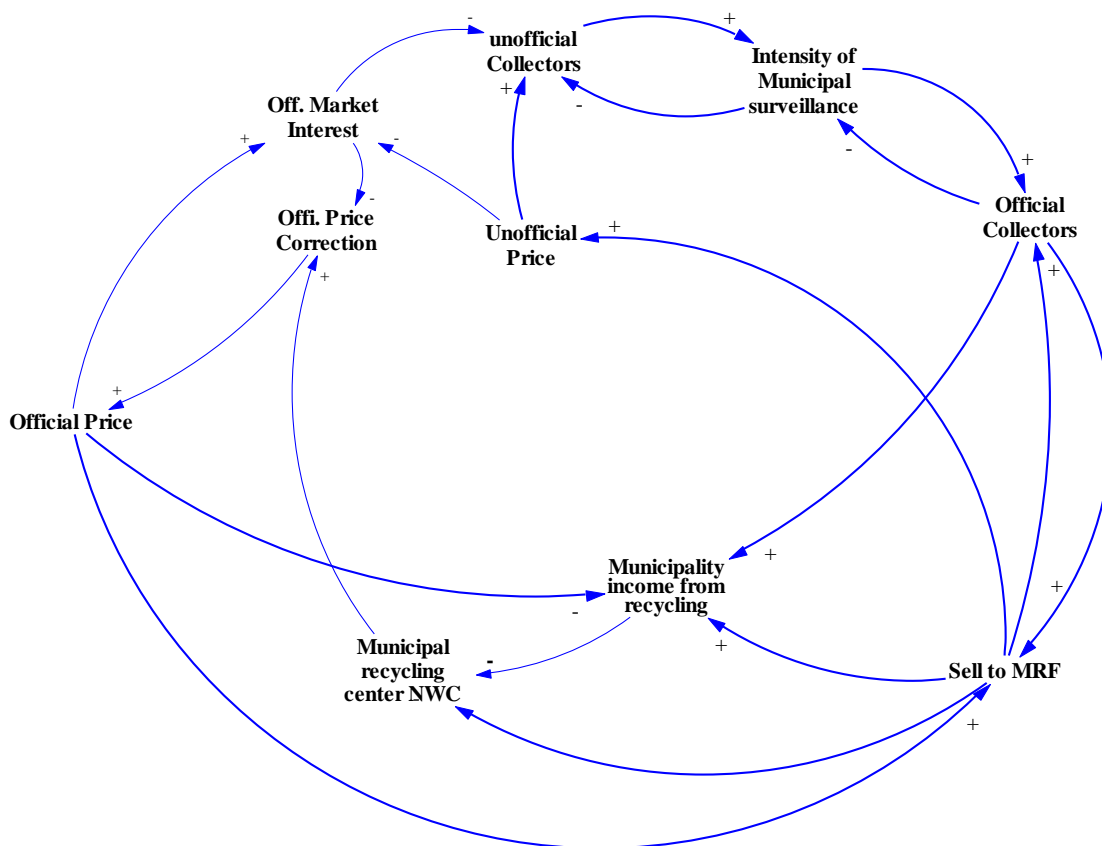 -
+
unofficial
Collectors
Intensity of
Municipal
surveillance
+
-
Off. Market
Interest
+
-
-
+
Offi. Price
Correction
-
Unofficial
Price
+
Official
Collectors
+
+
+
Official Price
+
Municipality
income from
recycling
-
+
+
Municipal
recycling
center NWC
-
Sell to MRF
+